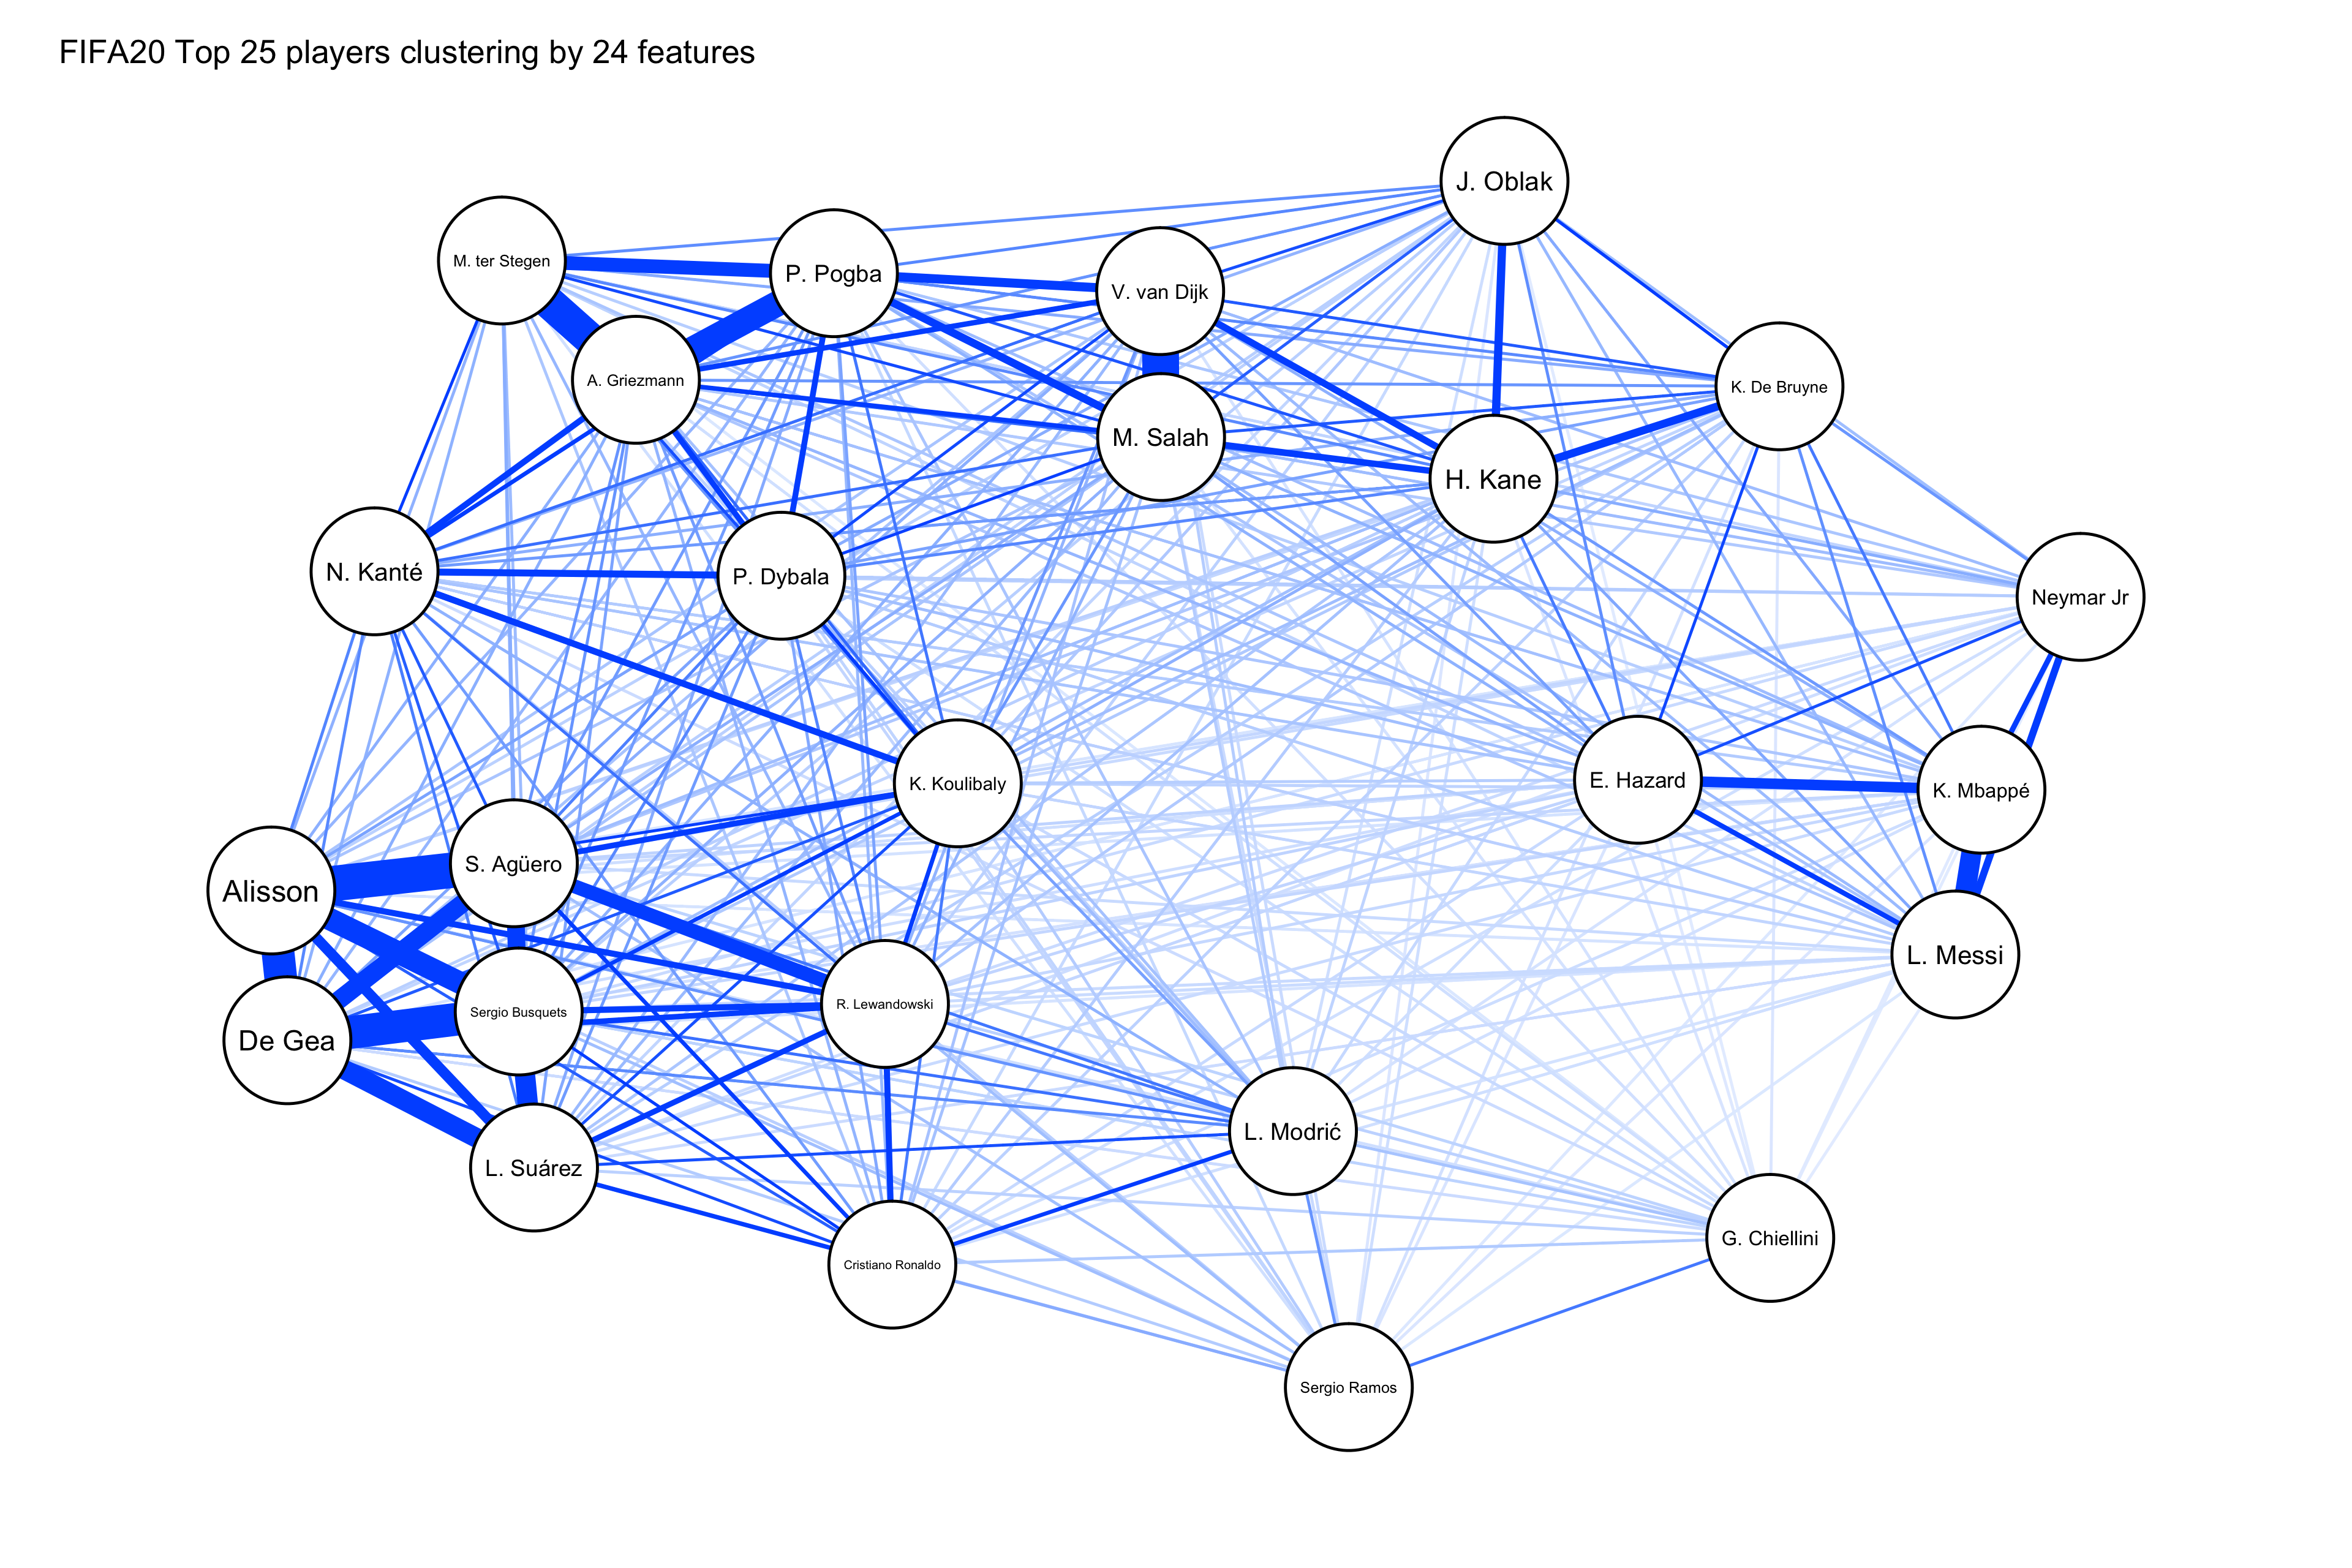 FIFA20 Top 25 players clustering by 24 features
J. Oblak
M. ter Stegen
P. Pogba
V. van Dijk
A. Griezmann
K. De Bruyne
M. Salah
H. Kane
N. Kanté
P. Dybala
Neymar Jr
K. Koulibaly
E. Hazard
K. Mbappé
S. Agüero
Alisson
L. Messi
R. Lewandowski
Sergio Busquets
De Gea
L. Modrić
L. Suárez
G. Chiellini
Cristiano Ronaldo
Sergio Ramos